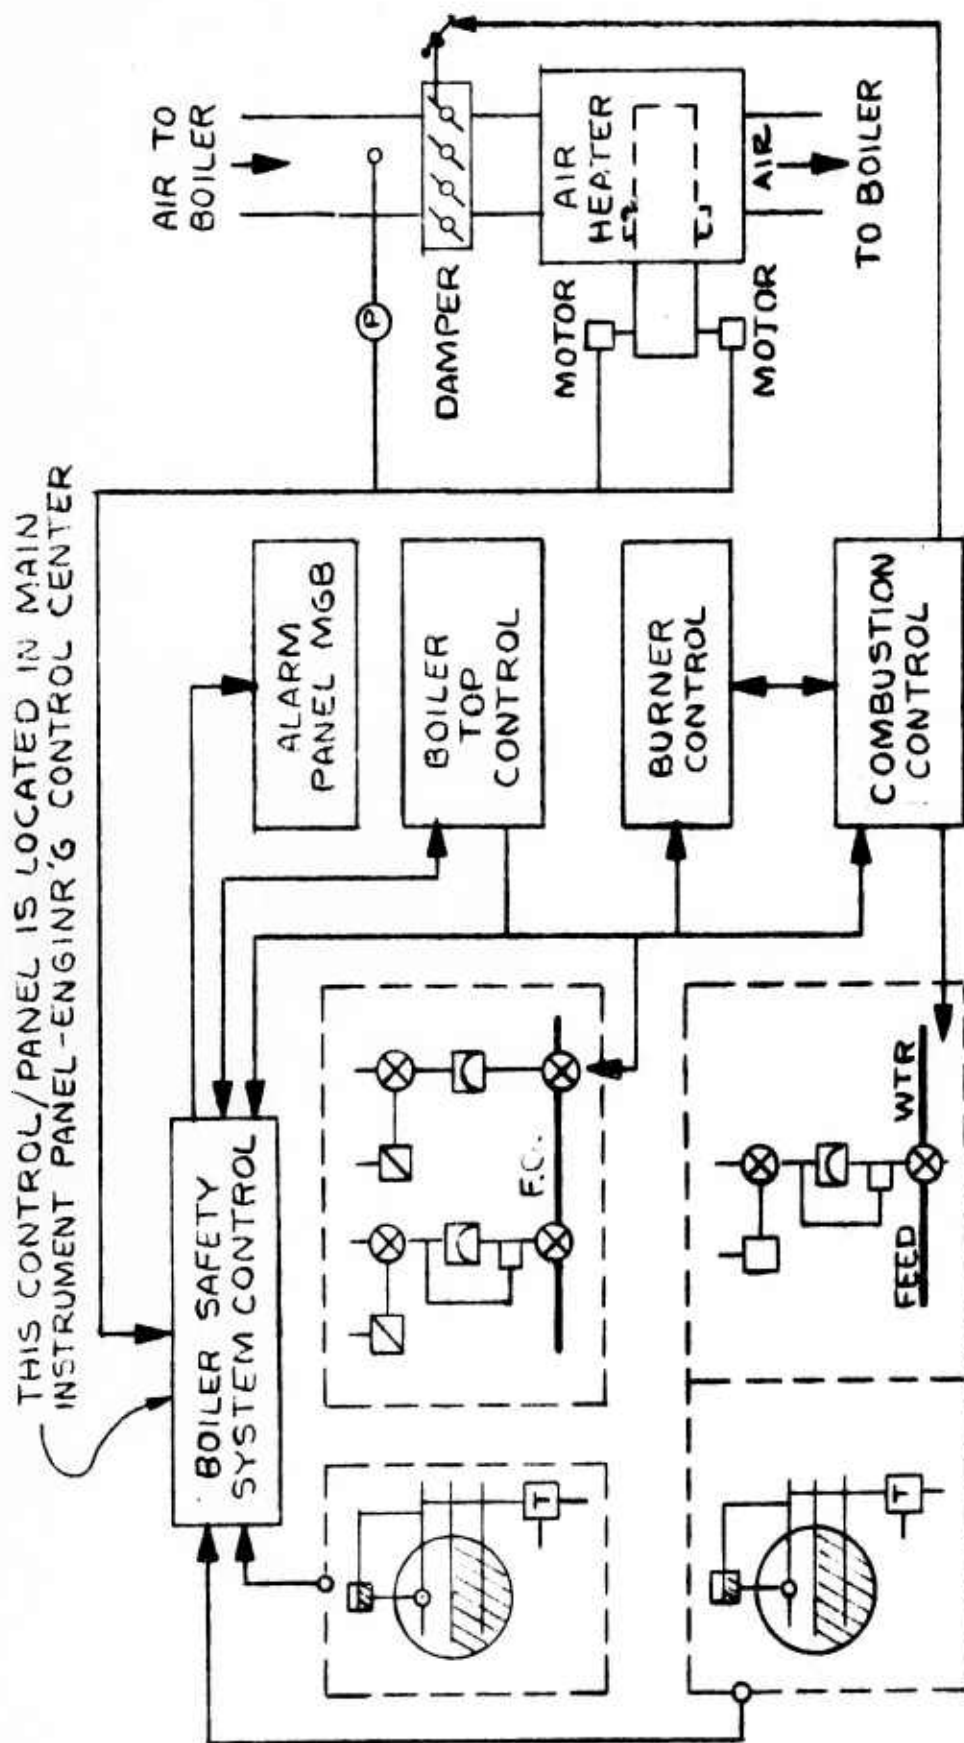 THIS CONTROL/PANEL IS LOCATED IN MAIN
INSTRUMENT PANEL-ENGINR'G CONTROL CENTER
AIR TO
BOILER
P
DAMPER
AIR
HEATER
MOTOR
MOTOR
AIR
TO BOILER
ALARM
PANEL MGB
BOILER
TOP
CONTROL
BURNER
CONTROL
COMBUSTION
CONTROL
BOILER SAFETY
SYSTEM CONTROL
FEED WTR
T
T